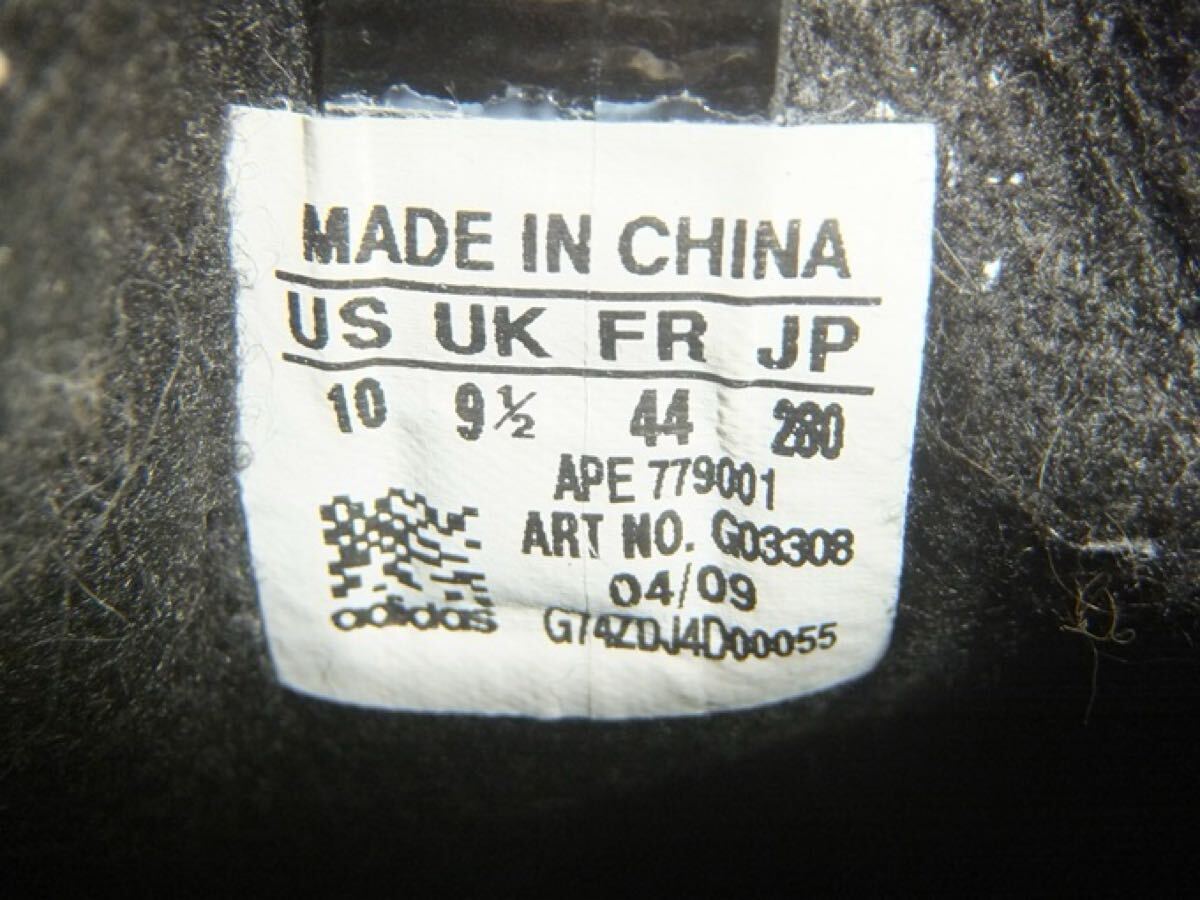 MADE IN CHINA
US UK FR JP
10 9½ 44 280
APE 779001
ART NO. G03308
04/09
adidas G74ZDJ4D00055